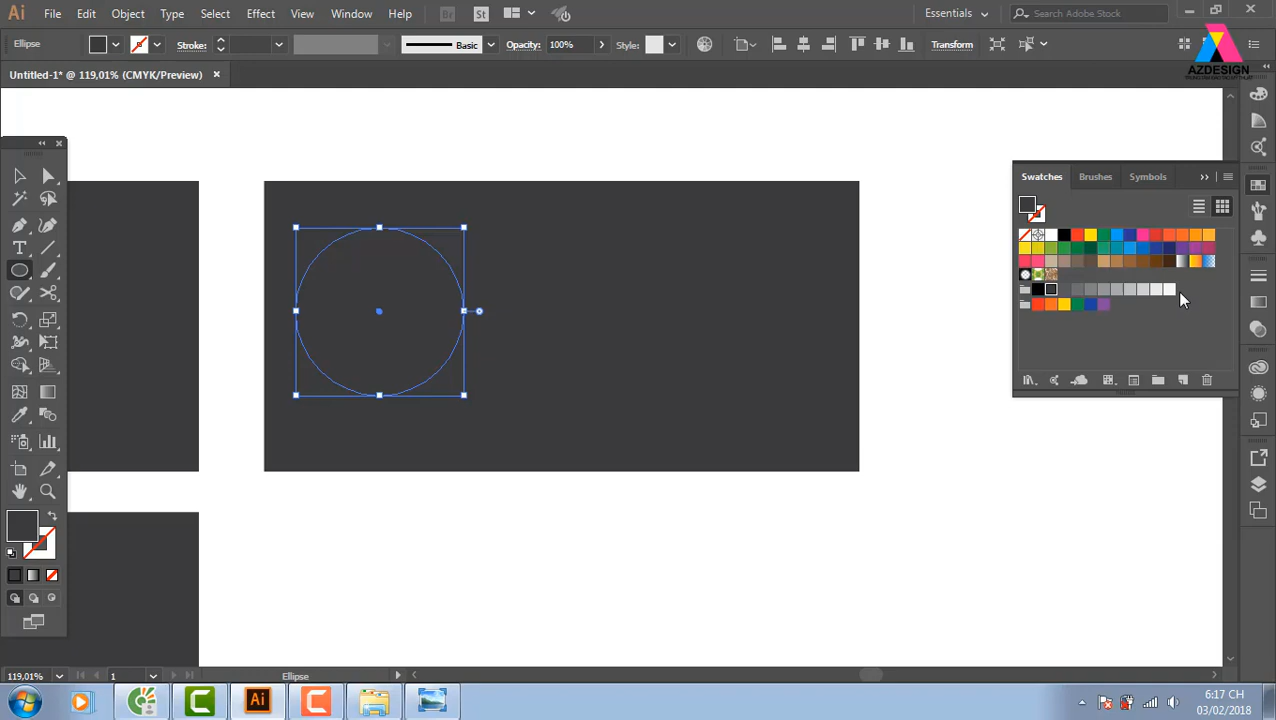 Ai File Edit Object Type Select Effect View Window Help Br St Essentials Search Adobe Stock
Ellipse Stroke: Basic Opacity: 100% Style: Transform
AZDESIGN
Untitled-1* @ 119,01% (CMYK/Preview)
Swatches Brushes Symbols
119,01% 1 Ellipse
Ai
6:17 CH
03/02/2018